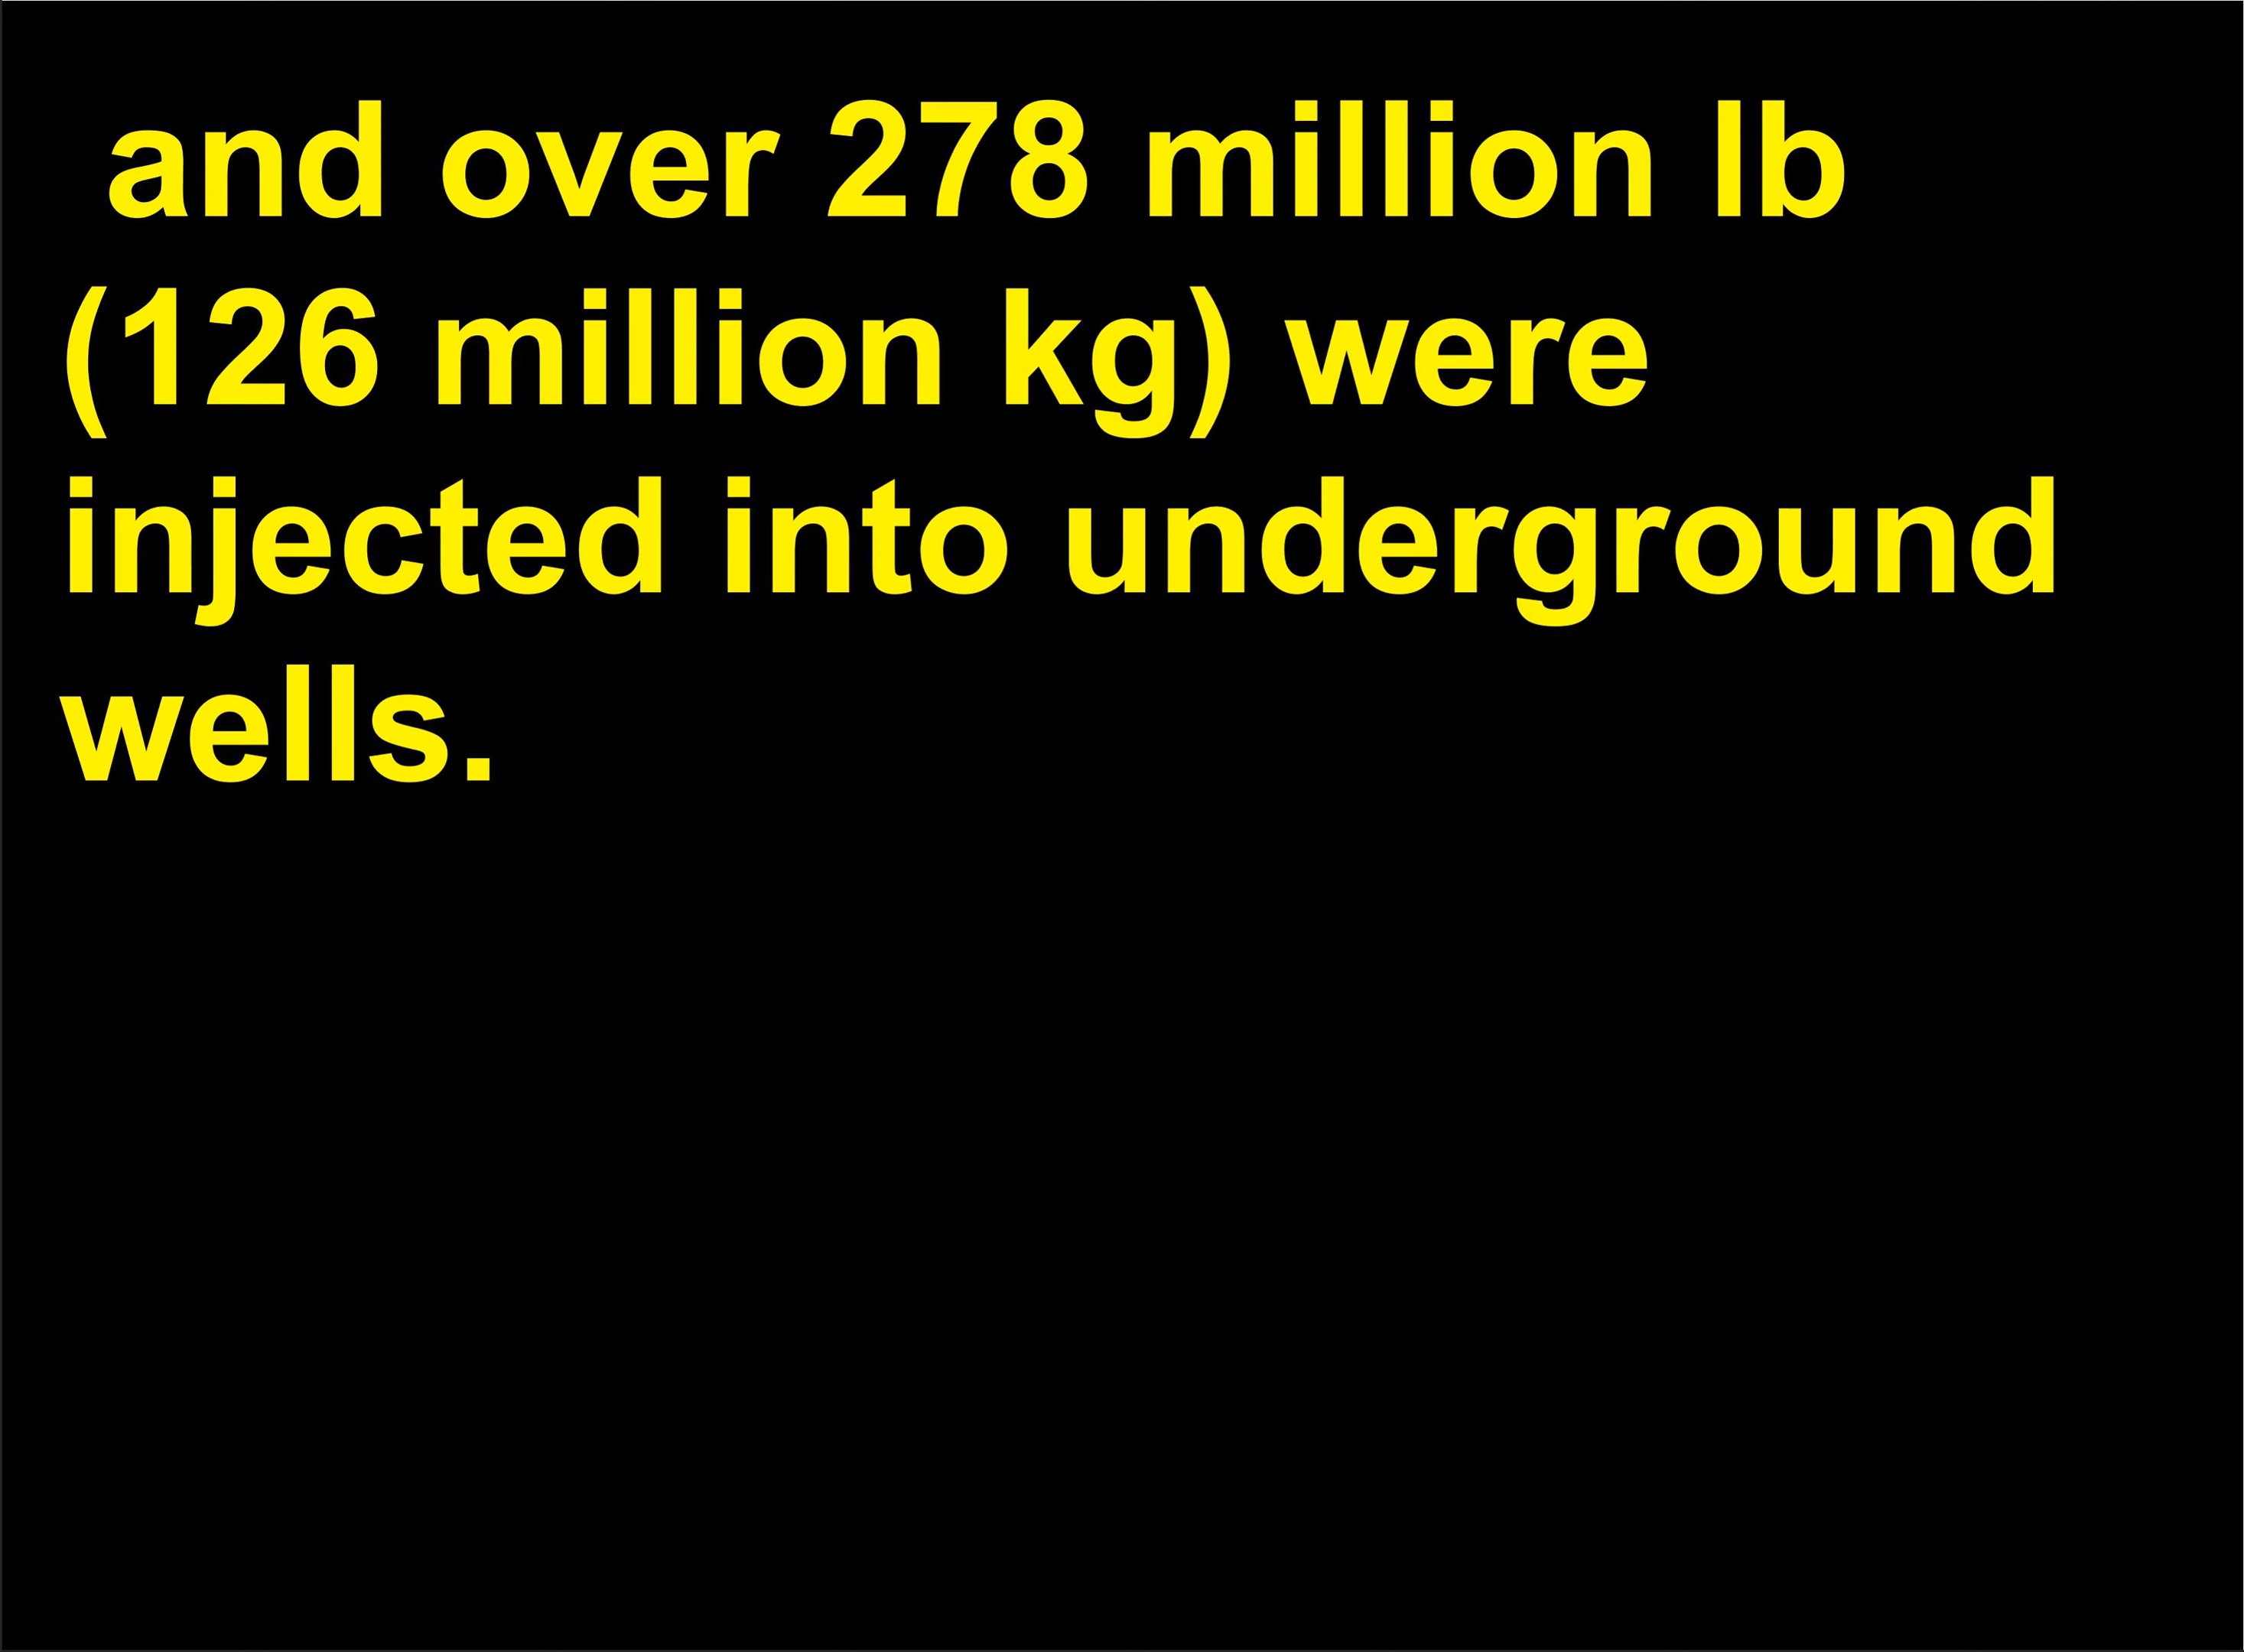 and over 278 million lb
(126 million kg) were
injected into underground
wells.